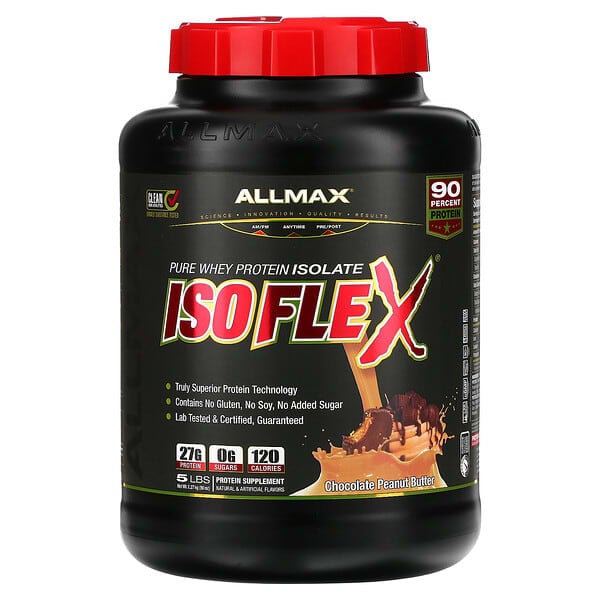 ALLMAX
CLEAN
ALLMAX
SCIENCE • INNOVATION • QUALITY • RESULTS
AM/PM ANYTIME PRE/POST
90
PERCENT
PROTEIN
PURE WHEY PROTEIN ISOLATE
ISOFLEX®
• Truly Superior Protein Technology
• Contains No Gluten, No Soy, No Added Sugar
• Lab Tested & Certified, Guaranteed
27G PROTEIN
0G SUGARS
120 CALORIES
5 LBS
PROTEIN SUPPLEMENT
NATURAL & ARTIFICIAL FLAVORS
Chocolate Peanut Butter
ALLMAX